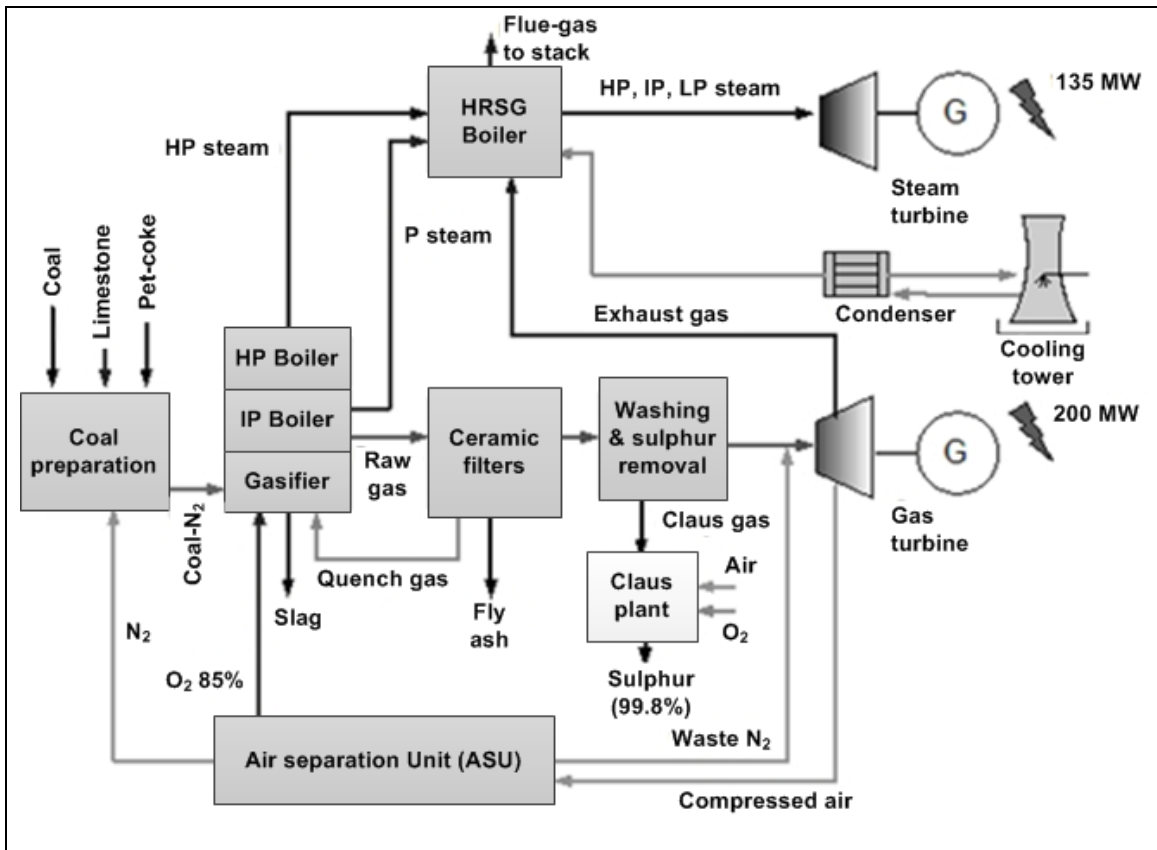 Flue-gas
to stack
HRSG
Boiler
HP, IP, LP steam
G
135 MW
Steam
turbine
HP steam
P steam
Coal
Limestone
Pet-coke
Condenser
Cooling
tower
Exhaust gas
HP Boiler
IP Boiler
Gasifier
Coal
preparation
Raw
gas
Ceramic
filters
Washing
& sulphur
removal
G
200 MW
Gas
turbine
Coal-N₂
Quench gas
Claus gas
Slag
Fly
ash
Claus
plant
Air
O₂
N₂
O₂ 85%
Sulphur
(99.8%)
Air separation Unit (ASU)
Waste N₂
Compressed air